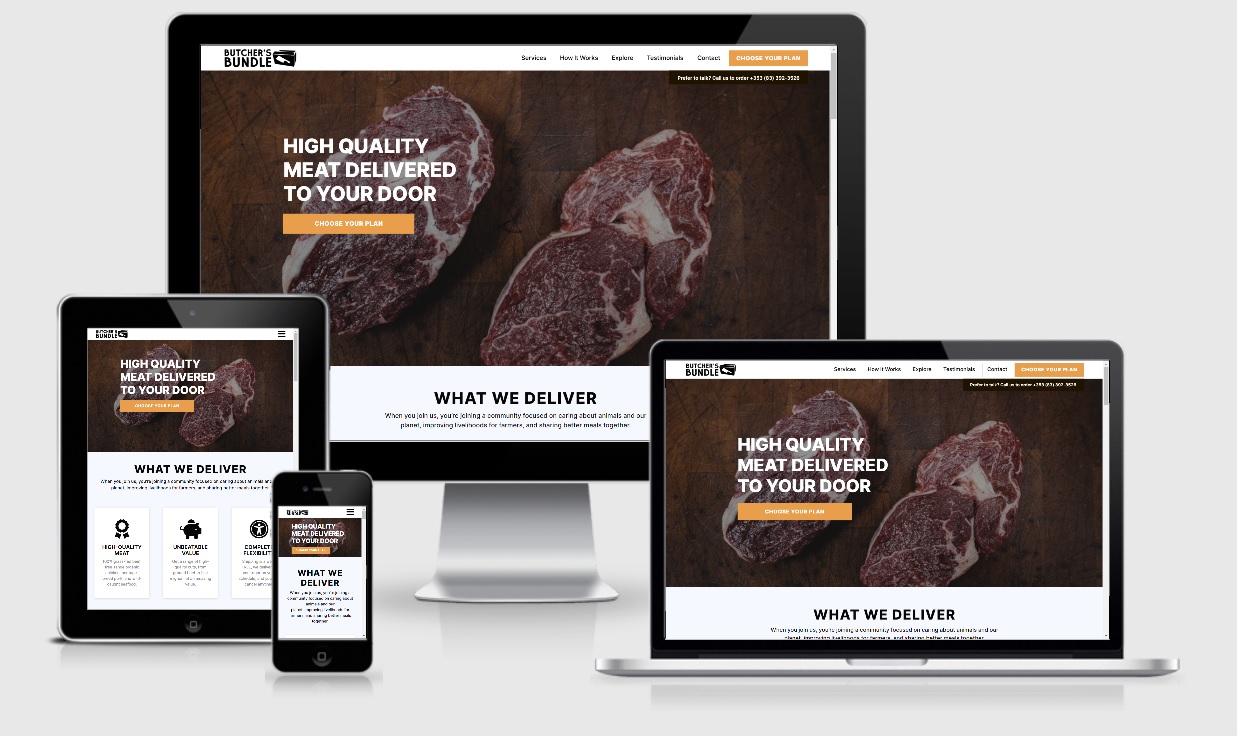 BUTCHER'S
BUNDLE
Services
How It Works
Explore
Testimonials
Contact
CHOOSE YOUR PLAN
Prefer to talk? Call us to order +353 (83) 392-3526
HIGH QUALITY
MEAT DELIVERED
TO YOUR DOOR
CHOOSE YOUR PLAN
WHAT WE DELIVER
When you join us, you're joining a community focused on caring about animals and our
planet, improving livelihoods for farmers, and sharing better meals together.
BUTCHER'S
BUNDLE
HIGH QUALITY
MEAT DELIVERED
TO YOUR DOOR
CHOOSE YOUR PLAN
WHAT WE DELIVER
When you join us, you're joining a community focused on caring about animals and
planet, improving livelihoods for farmers, and sharing better meals together
HIGH-QUALITY
MEAT
UNBEATABLE
VALUE
COMPLET
FLEXIBILIT
HIGH QUALITY
MEAT DELIVERED
TO YOUR DOOR
WHAT WE
DELIVER
When you join us, you're joining a
community focused on caring about
animals and our
planet, improving livelihoods for
farmers, and sharing better meals
together.
BUTCHER'S
BUNDLE
Services
How It Works
Explore
Testimonials
Contact
CHOOSE YOUR PLAN
Prefer to talk? Call us to order +353 (83) 392-3526
HIGH QUALITY
MEAT DELIVERED
TO YOUR DOOR
CHOOSE YOUR PLAN
WHAT WE DELIVER
When you join us, you're joining a community focused on caring about animals and our
planet, improving livelihoods for farmers, and sharing better meals together.